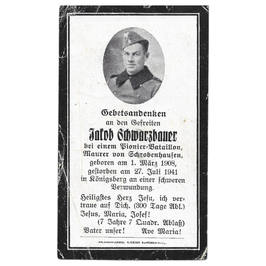 Gebetsandenken
an den Gefreiten
Jakob Schwarzbauer
bei einem Pionier-Bataillon,
Maurer von Schrobenhausen,
geboren am 1. März 1908,
gestorben am 27. Juli 1941
in Königsberg an einer schweren
Verwundung.
Heiligstes Herz Jesu, ich ver-
traue auf Dich. (300 Tage Abl.)
Jesus, Maria, Josef!
(7 Jahre 7 Quadr. Ablaß)
Vater unser! Ave Maria!